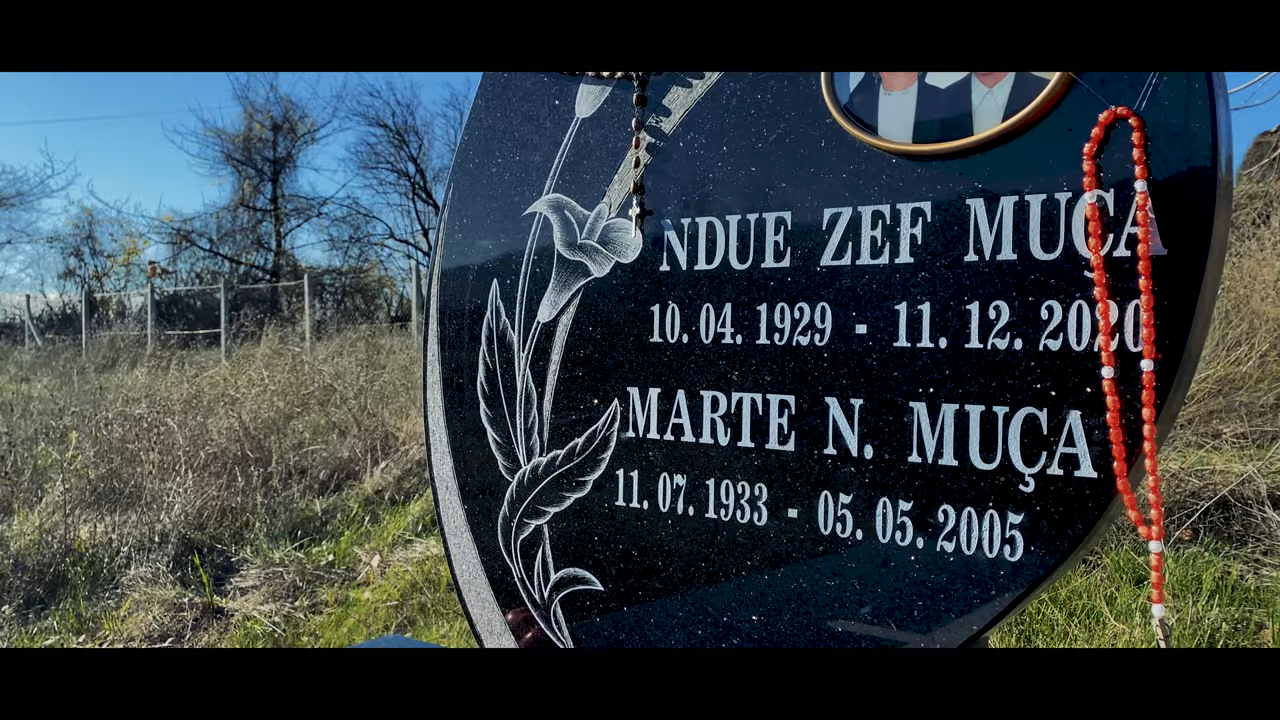 NDUE ZEF MUÇA
10. 04. 1929 - 11. 12. 2020
MARTE N. MUÇA
11. 07. 1933 - 05. 05. 2005